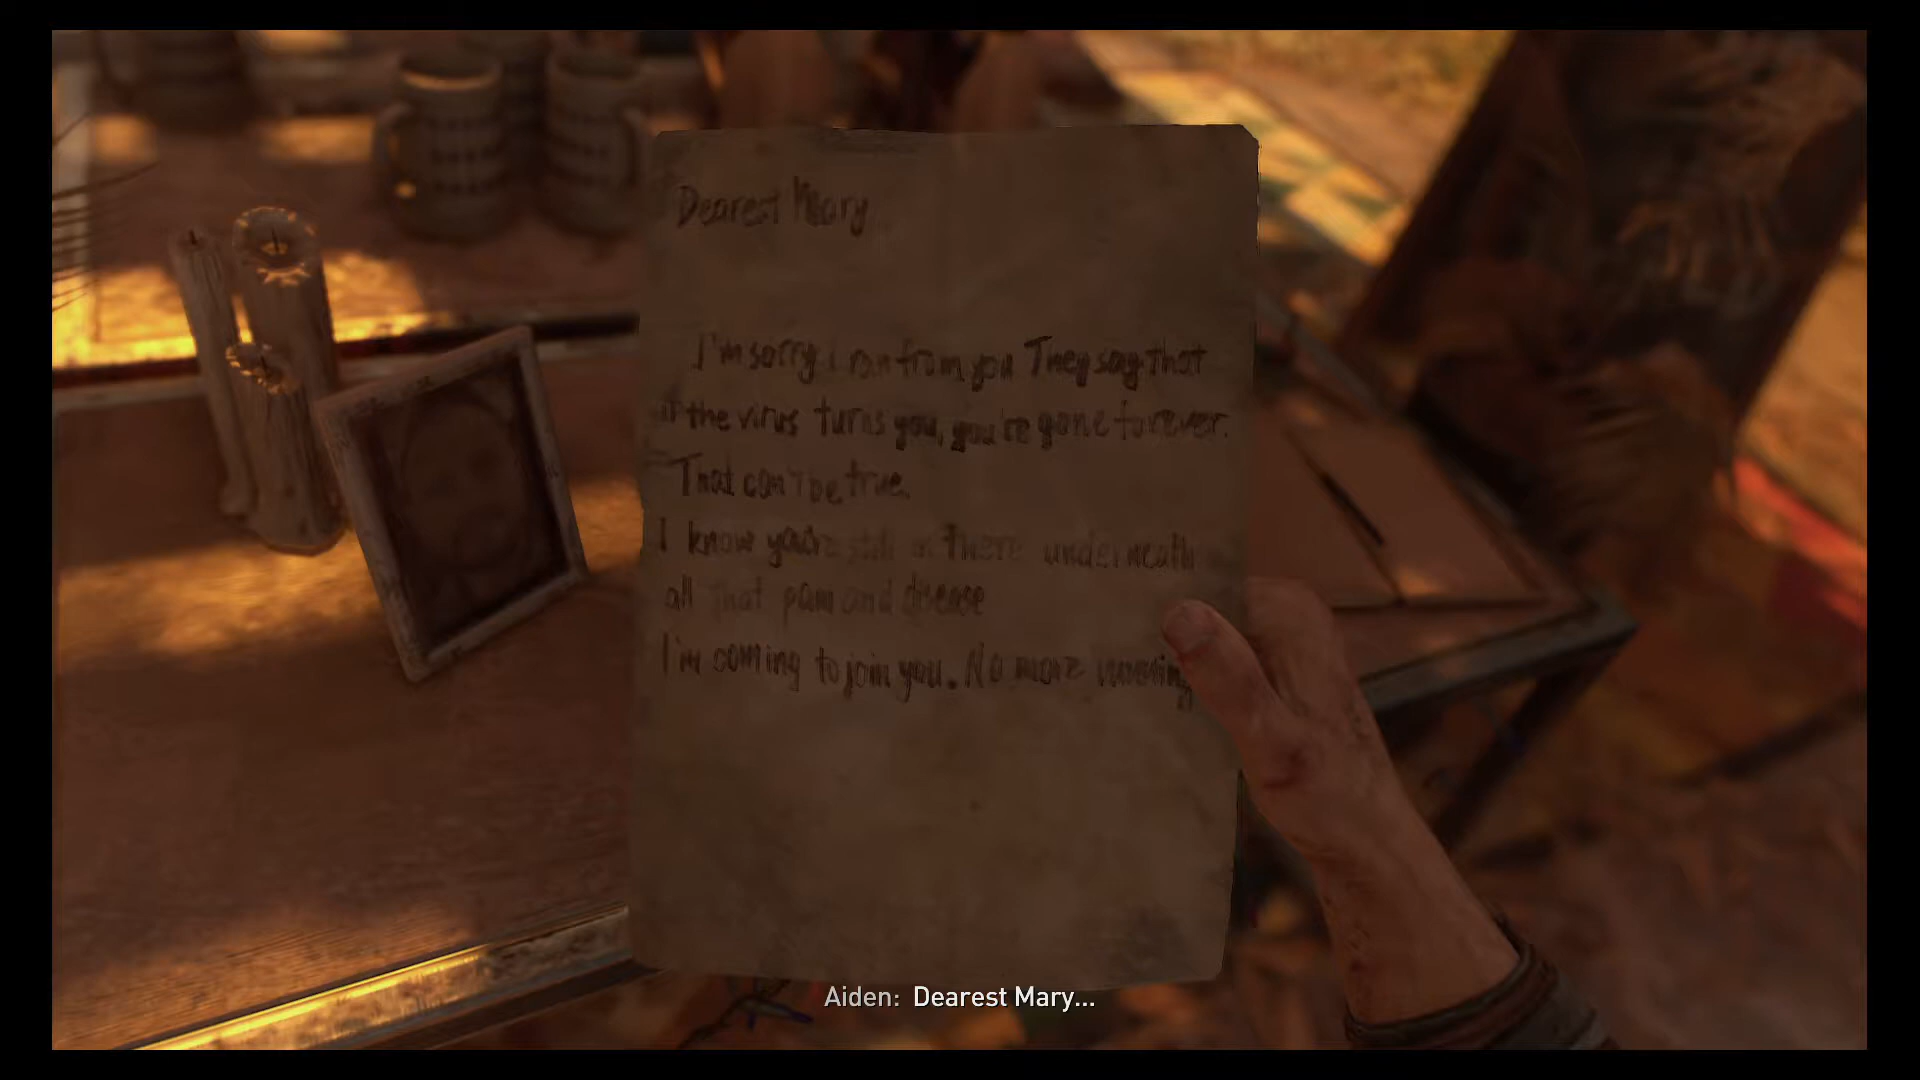 Dearest Mary
I'm sorry I ran from you They say that
if the virus turns you, you're gone forever.
That can't be true.
I know you're still in there underneath
all that pain and disease
I'm coming to join you. No more running
Aiden: Dearest Mary...